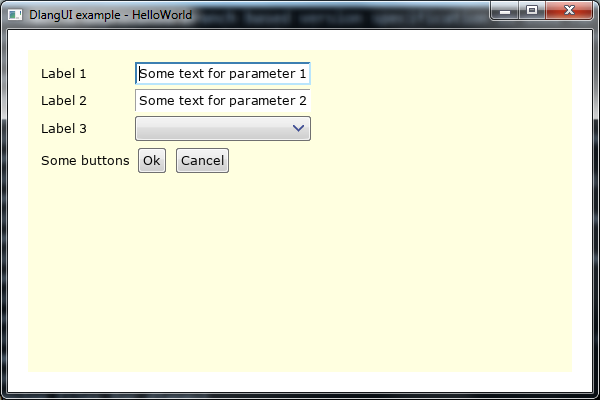 DlangUI example - HelloWorld
Label 1 Some text for parameter 1
Label 2 Some text for parameter 2
Label 3
Some buttons Ok Cancel